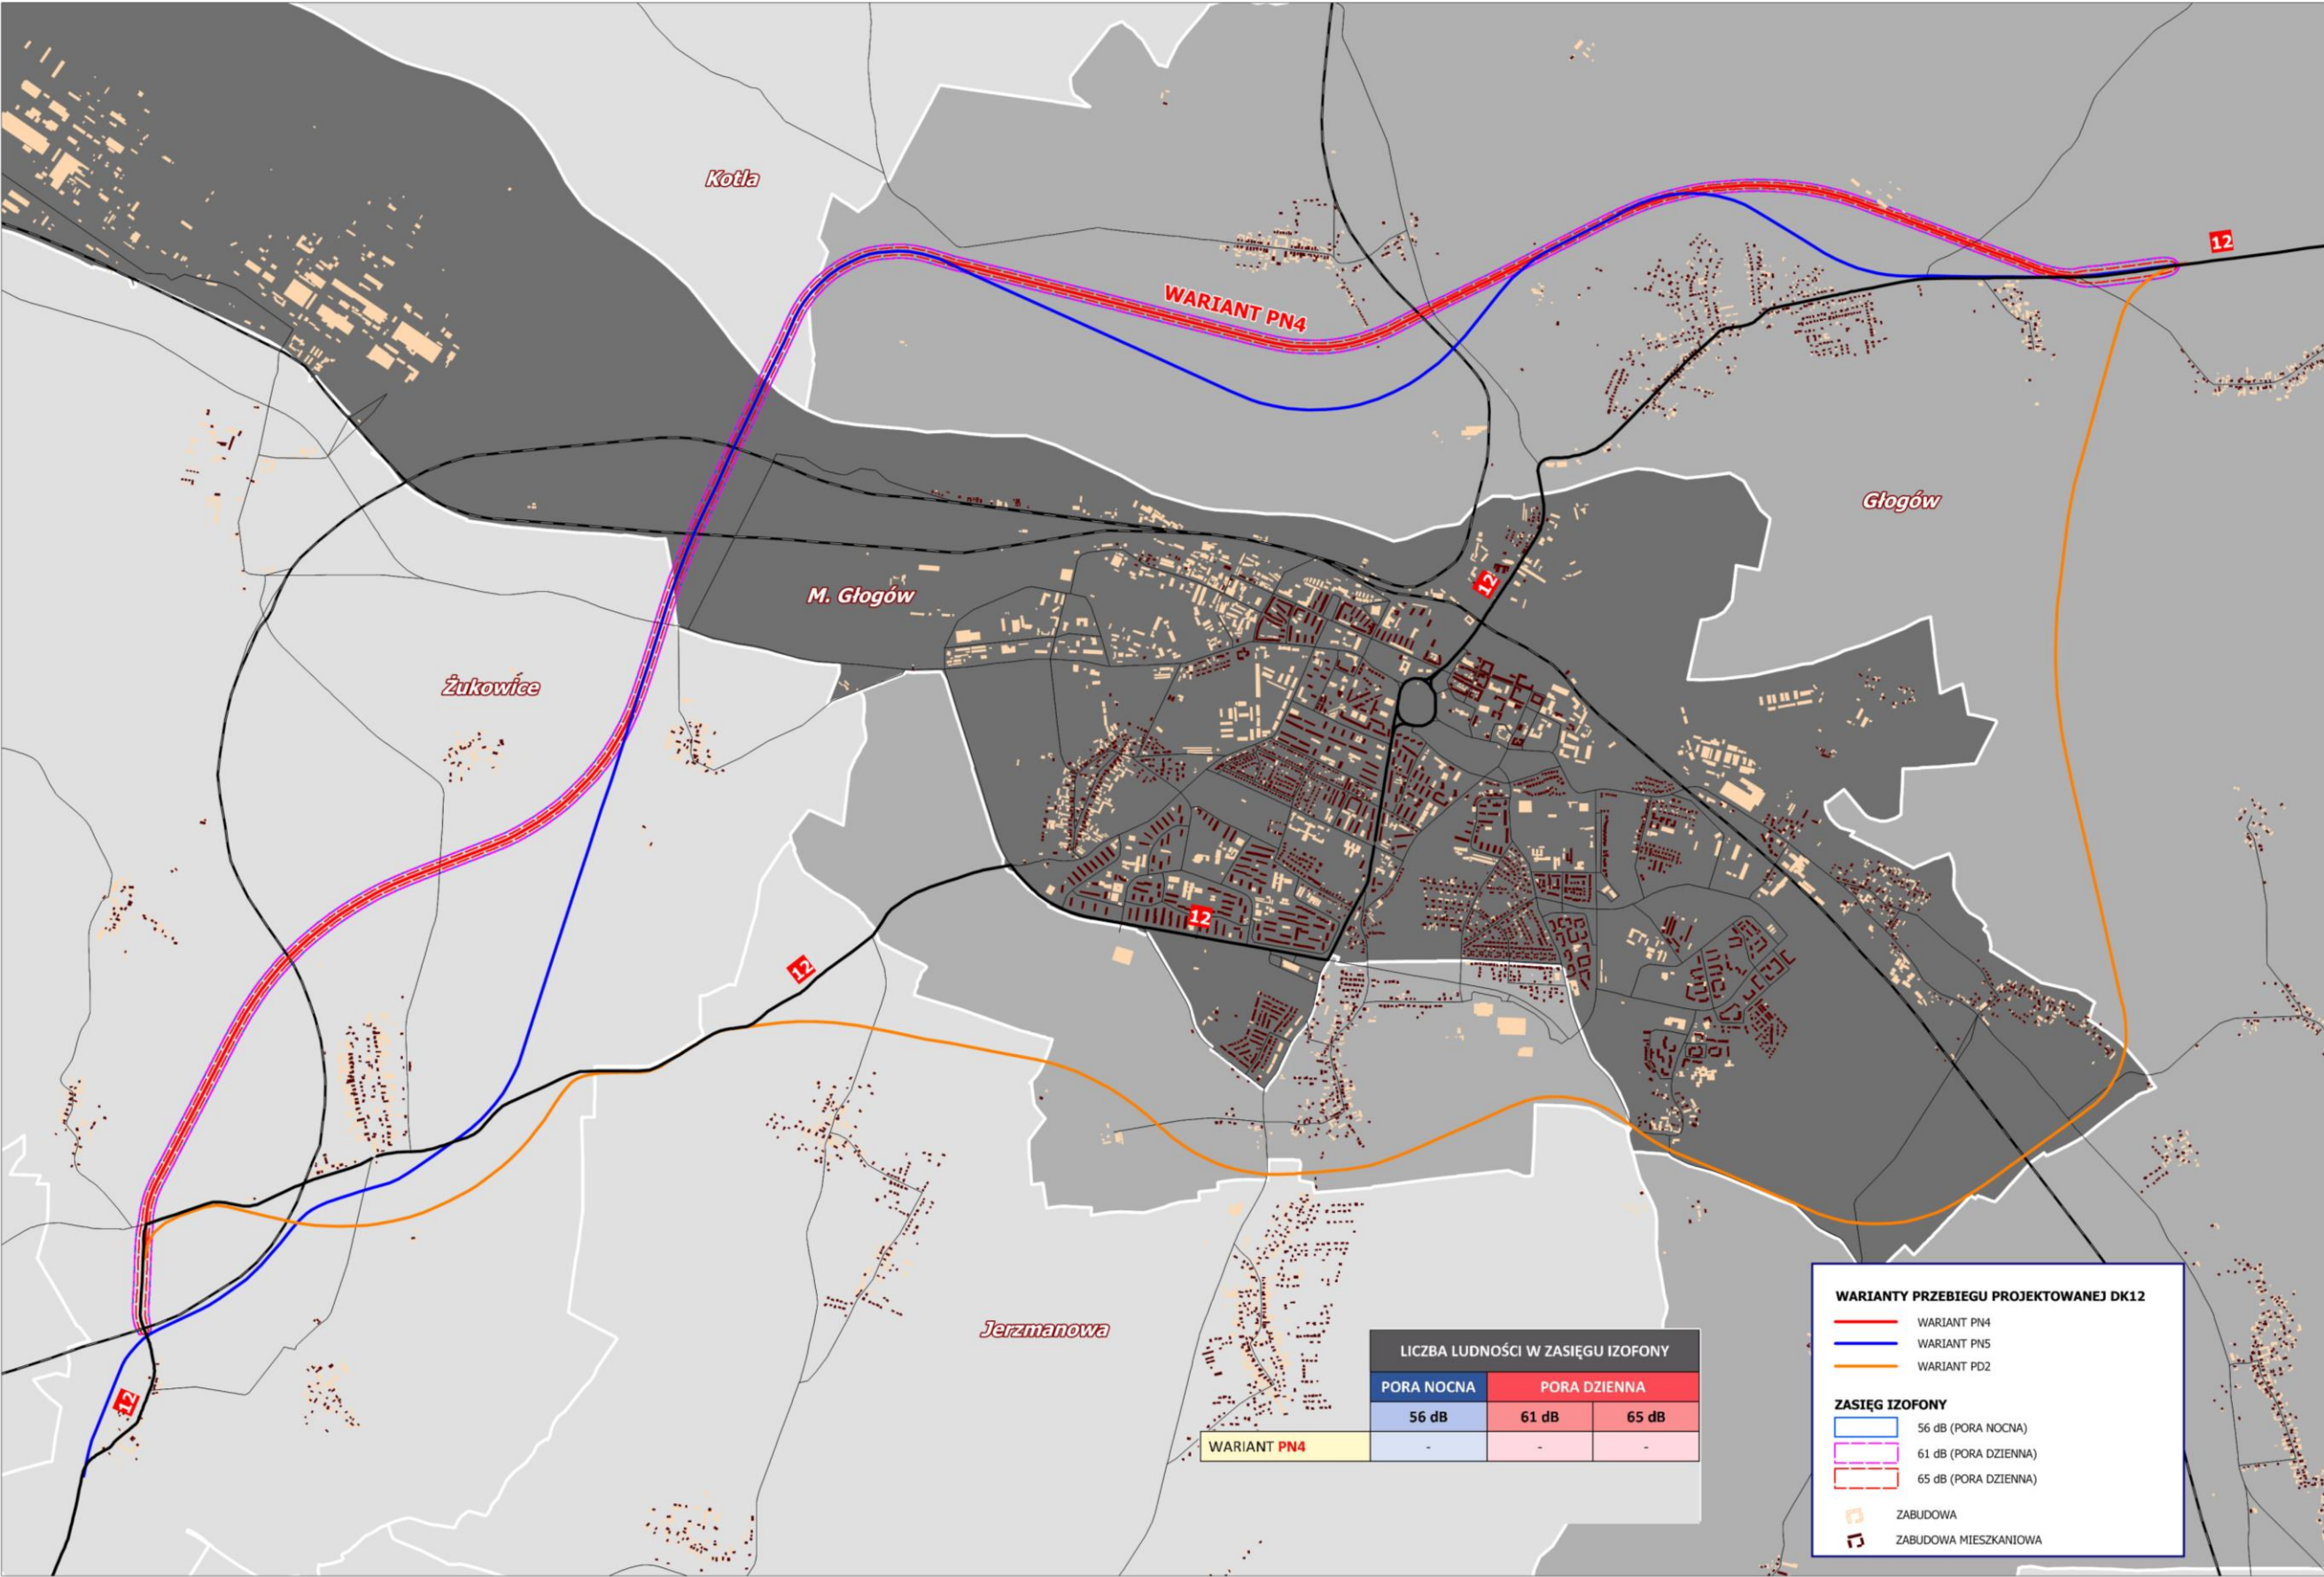 Kotla
12
WARIANT PN4
Głogów
12
M. Głogów
Żukowice
12
12
Jerzmanowa
12
LICZBA LUDNOŚCI W ZASIĘGU IZOFONY
PORA NOCNA PORA DZIENNA
56 dB 61 dB 65 dB
WARIANT PN4 - - -
WARIANTY PRZEBIEGU PROJEKTOWANEJ DK12
WARIANT PN4
WARIANT PN5
WARIANT PD2
ZASIĘG IZOFONY
56 dB (PORA NOCNA)
61 dB (PORA DZIENNA)
65 dB (PORA DZIENNA)
ZABUDOWA
ZABUDOWA MIESZKANIOWA